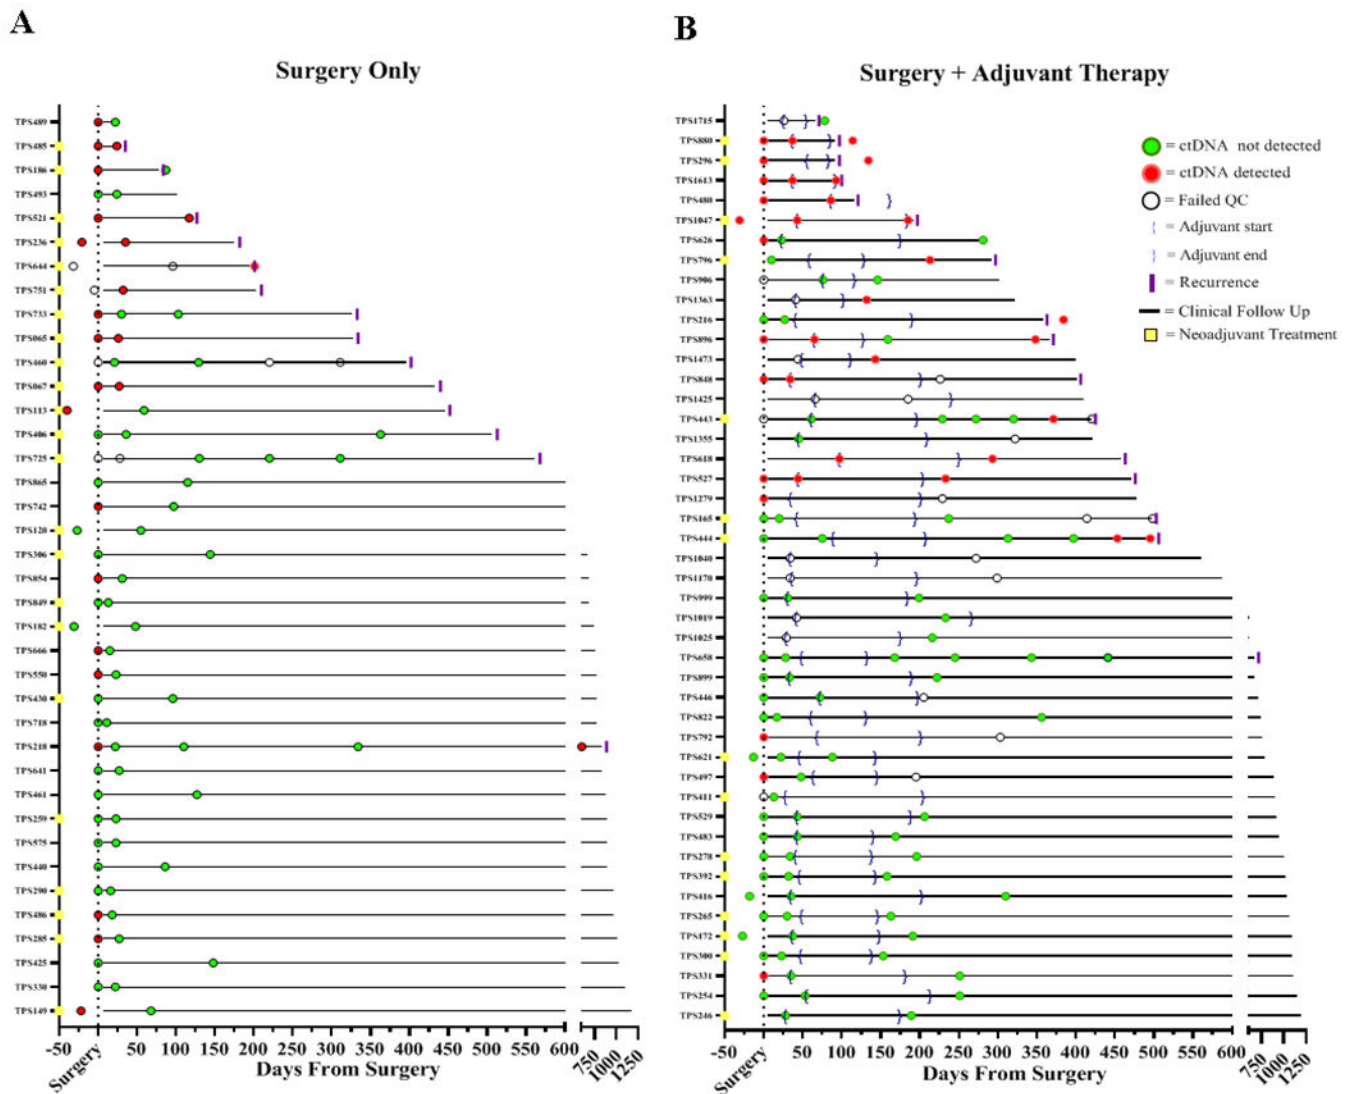 A
Surgery Only
TPS489
TPS485
TPS186
TPS493
TPS521
TPS236
TPS644
TPS751
TPS733
TPS065
TPS460
TPS067
TPS113
TPS406
TPS725
TPS865
TPS742
TPS120
TPS306
TPS854
TPS849
TPS182
TPS666
TPS550
TPS430
TPS718
TPS218
TPS641
TPS461
TPS259
TPS575
TPS440
TPS290
TPS486
TPS285
TPS425
TPS330
TPS149
-50
Surgery
50
100
150
200
250
300
350
400
450
500
550
600
750
1000
1250
Days From Surgery
B
Surgery + Adjuvant Therapy
TPS1715
TPS880
TPS296
TPS1613
TPS480
TPS1047
TPS626
TPS796
TPS906
TPS1363
TPS216
TPS896
TPS1473
TPS848
TPS1425
TPS443
TPS1355
TPS618
TPS527
TPS1279
TPS165
TPS444
TPS1040
TPS1170
TPS999
TPS1019
TPS1025
TPS658
TPS899
TPS446
TPS822
TPS792
TPS621
TPS497
TPS411
TPS529
TPS483
TPS278
TPS392
TPS416
TPS265
TPS172
TPS300
TPS331
TPS254
TPS246
= ctDNA not detected
= ctDNA detected
= Failed QC
{ = Adjuvant start
} = Adjuvant end
= Recurrence
= Clinical Follow Up
= Neoadjuvant Treatment
-50
Surgery
50
100
150
200
250
300
350
400
450
500
550
600
750
1000
1250
Days From Surgery